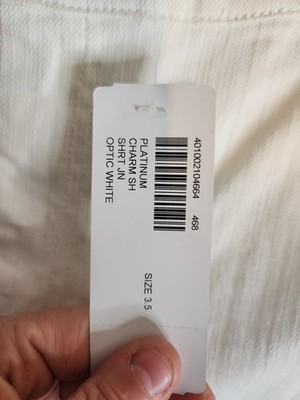 401002104664 468
PLATINUM
CHARM SH
SHRT JN
OPTIC WHITE
SIZE 3.5